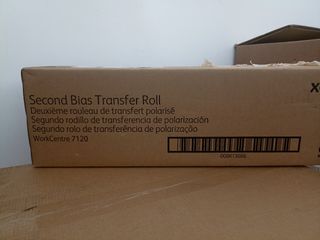 Second Bias Transfer Roll
Deuxième rouleau de transfert polarisé
Segundo rodillo de transferencia de polarización
Segundo rolo de transferência de polarização
WorkCentre 7120